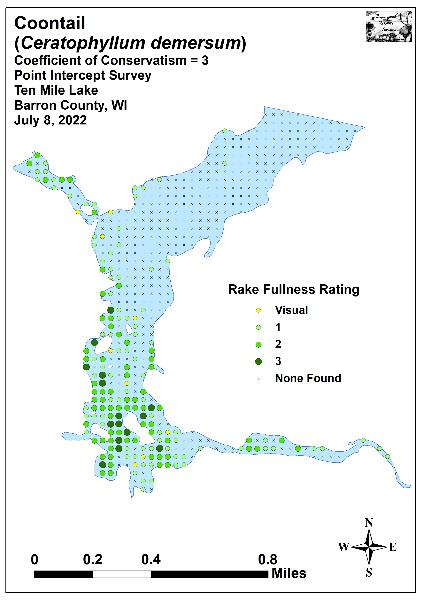 Coontail
(Ceratophyllum demersum)
Coefficient of Conservatism = 3
Point Intercept Survey
Ten Mile Lake
Barron County, WI
July 8, 2022
Rake Fullness Rating
Visual
1
2
3
None Found
N
W E
S
0 0.2 0.4 0.8
Miles